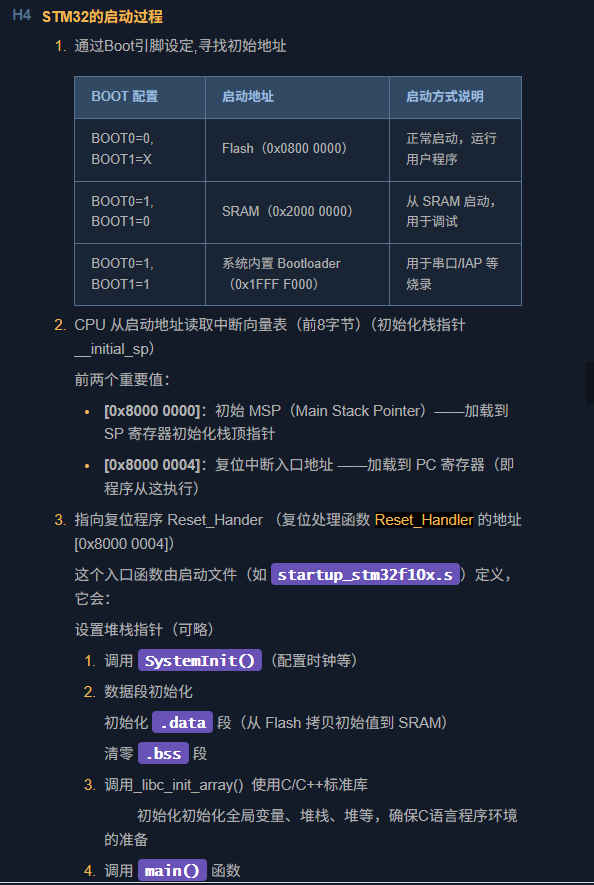 H4 STM32的启动过程
1. 通过Boot引脚设定,寻找初始地址
BOOT 配置 启动地址 启动方式说明
BOOT0=0, BOOT1=X Flash（0x0800 0000） 正常启动，运行用户程序
BOOT0=1, BOOT1=0 SRAM（0x2000 0000） 从 SRAM 启动，用于调试
BOOT0=1, BOOT1=1 系统内置 Bootloader（0x1FFF F000） 用于串口/IAP 等烧录
2. CPU 从启动地址读取中断向量表（前8字节）（初始化栈指针
__initial_sp）
前两个重要值：
• [0x8000 0000]：初始 MSP（Main Stack Pointer）——加载到
SP 寄存器初始化栈顶指针
• [0x8000 0004]：复位中断入口地址 ——加载到 PC 寄存器（即
程序从这执行）
3. 指向复位程序 Reset_Hander （复位处理函数 Reset_Handler 的地址
[0x8000 0004]）
这个入口函数由启动文件（如 startup_stm32f10x.s）定义，
它会：
设置堆栈指针（可略）
1. 调用 SystemInit()（配置时钟等）
2. 数据段初始化
初始化 .data 段（从 Flash 拷贝初始值到 SRAM）
清零 .bss 段
3. 调用_libc_init_array() 使用C/C++标准库
初始化初始化全局变量、堆栈、堆等，确保C语言程序环境
的准备
4. 调用 main() 函数